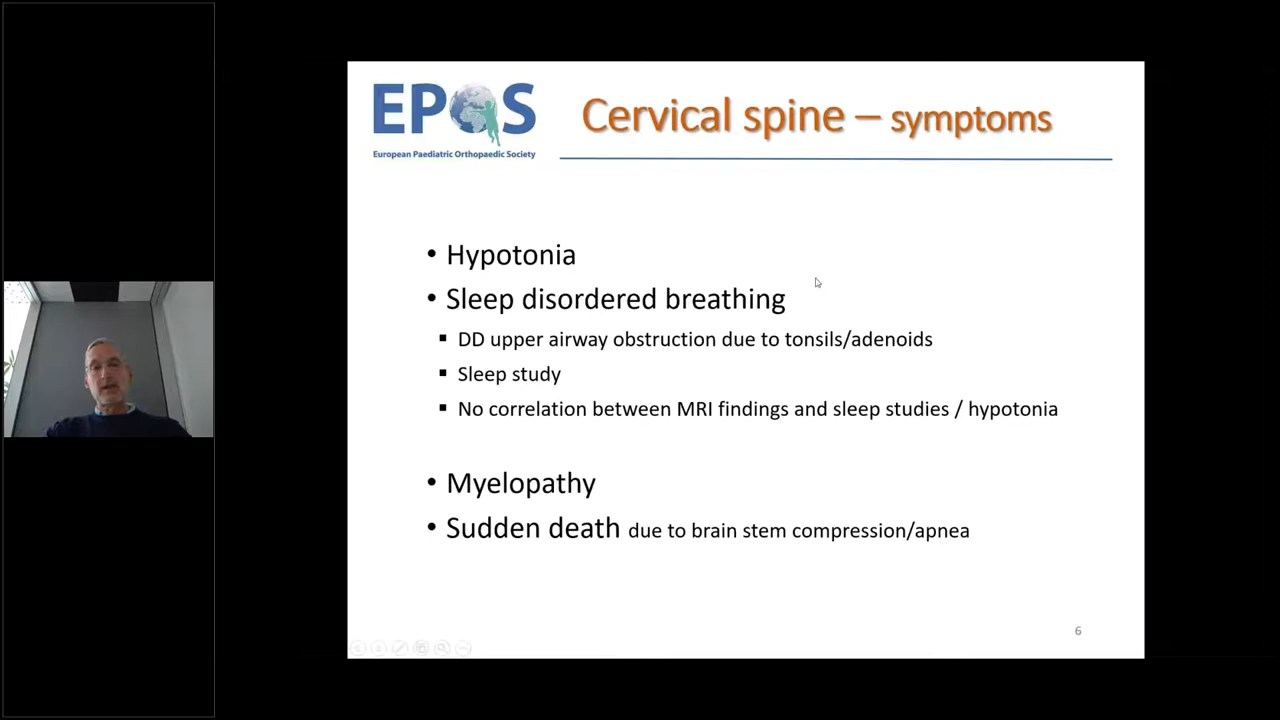 EPOS
European Paediatric Orthopaedic Society
Cervical spine – symptoms
• Hypotonia
• Sleep disordered breathing
▪ DD upper airway obstruction due to tonsils/adenoids
▪ Sleep study
▪ No correlation between MRI findings and sleep studies / hypotonia
• Myelopathy
• Sudden death due to brain stem compression/apnea
6